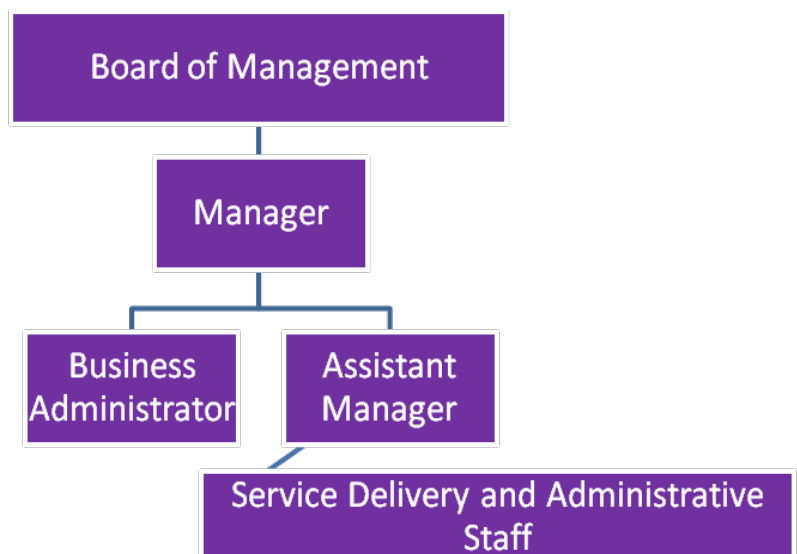 Board of Management
Manager
Business
Administrator
Assistant
Manager
Service Delivery and Administrative
Staff